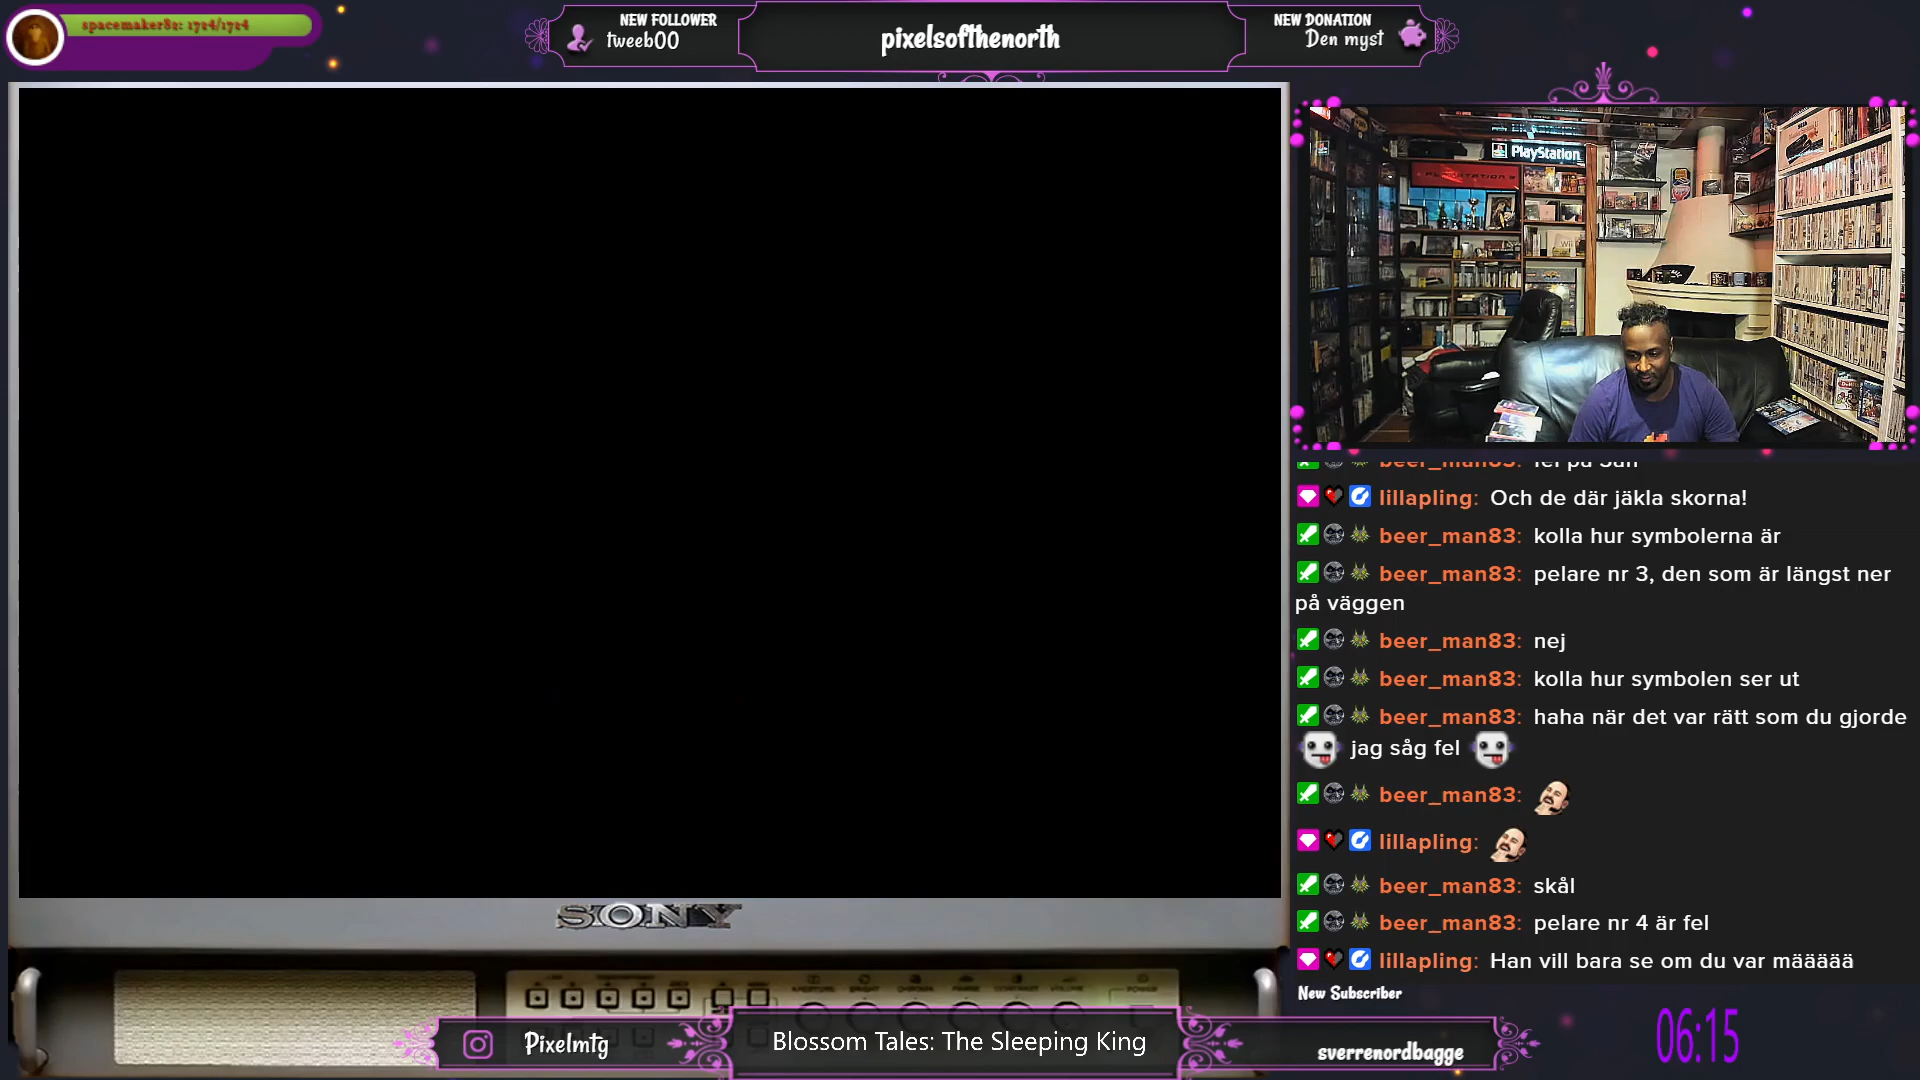 spacemaker82: 1724/1724
NEW FOLLOWER
tweeb00
pixelsofthenorth
NEW DONATION
Den myst
PlayStation
lillapling: Och de där jäkla skorna!
beer_man83: kolla hur symbolerna är
beer_man83: pelare nr 3, den som är längst ner
på väggen
beer_man83: nej
beer_man83: kolla hur symbolen ser ut
beer_man83: haha när det var rätt som du gjorde
jag såg fel
beer_man83:
lillapling:
beer_man83: skål
beer_man83: pelare nr 4 är fel
lillapling: Han vill bara se om du var määäää
SONY
New Subscriber
Pixelmtg
Blossom Tales: The Sleeping King
sverrenordbagge
06:15